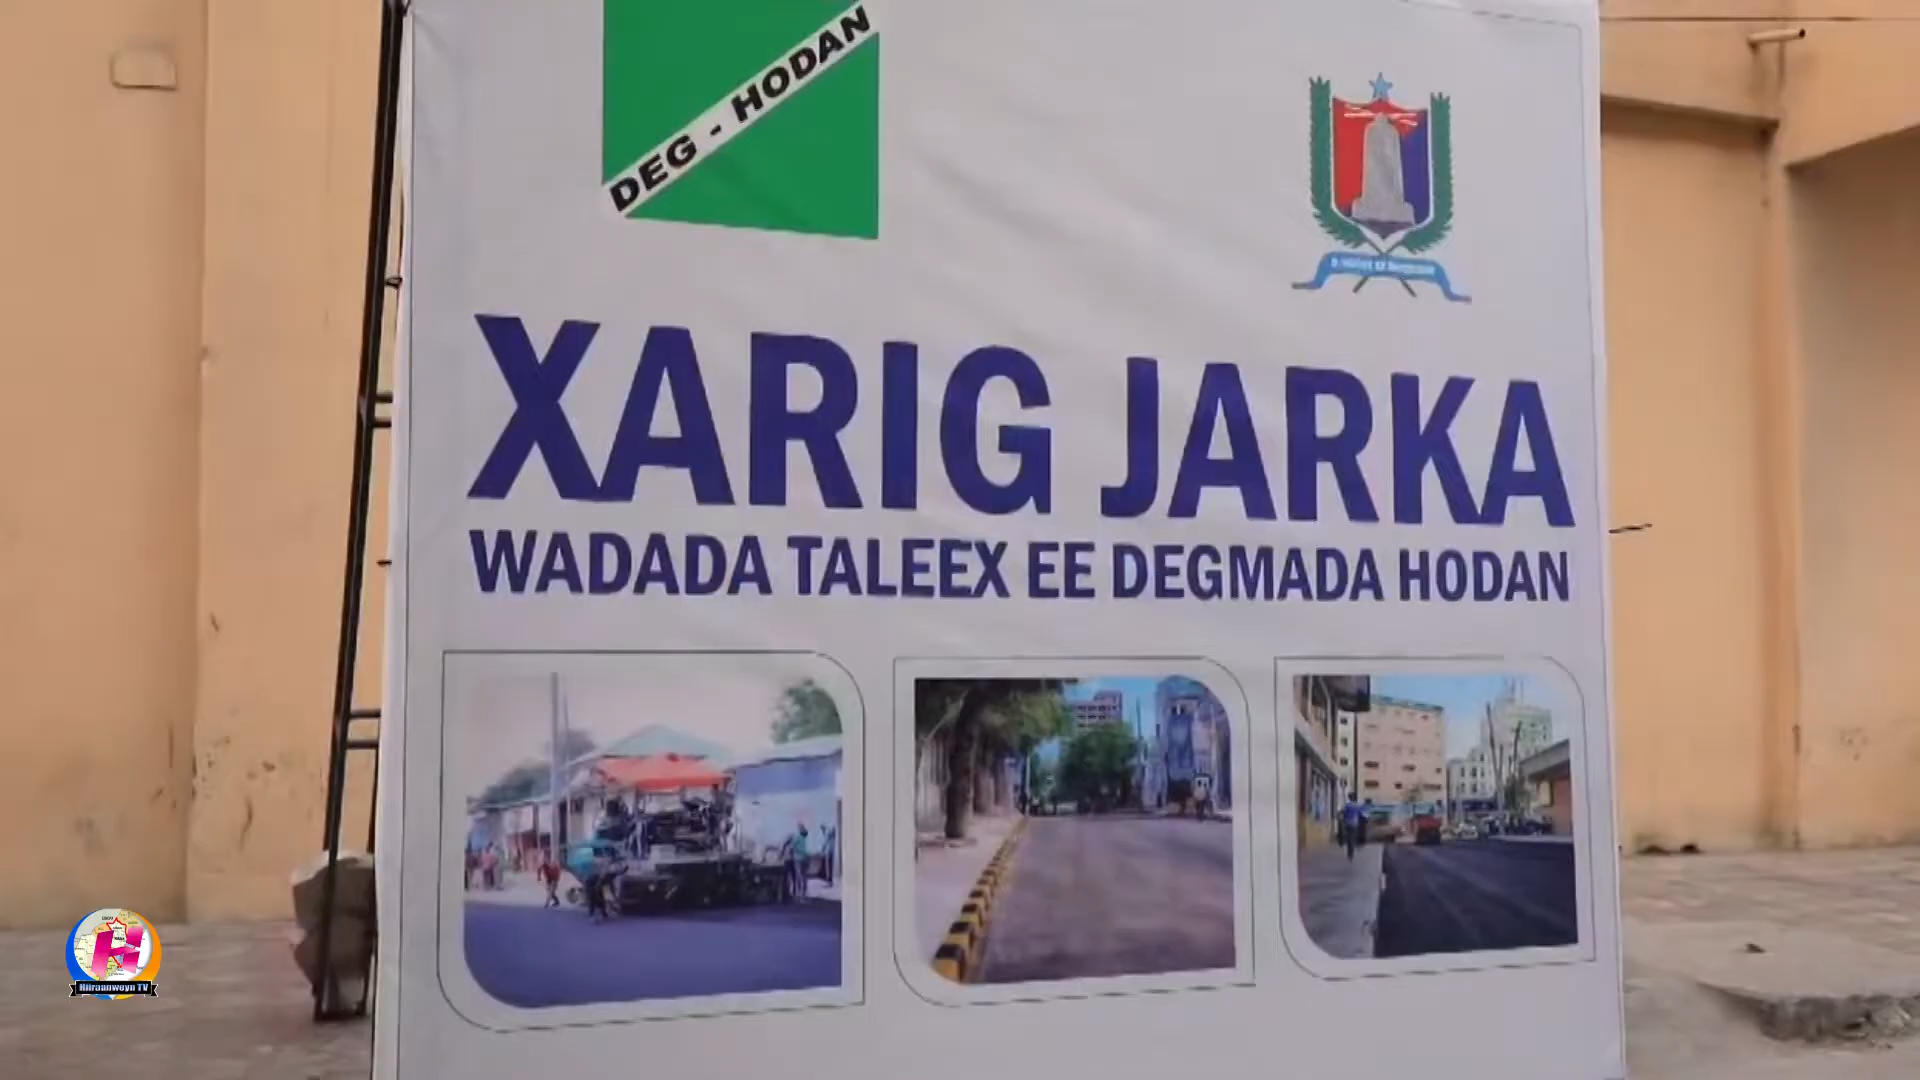 DEG - HODAN
XARIG JARKA
WADADA TALEEX EE DEGMADA HODAN
Hiiraanweyn TV